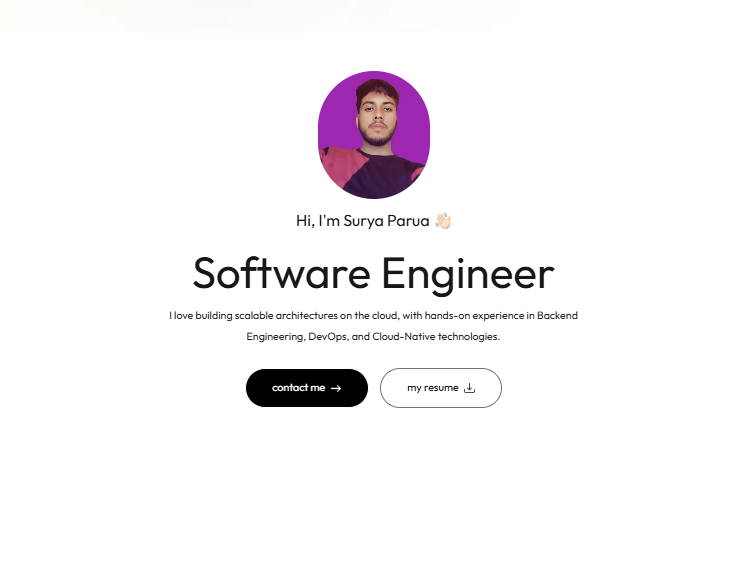 Hi, I'm Surya Parua 👋🏻
Software Engineer
I love building scalable architectures on the cloud, with hands-on experience in Backend
Engineering, DevOps, and Cloud-Native technologies.
contact me →
my resume